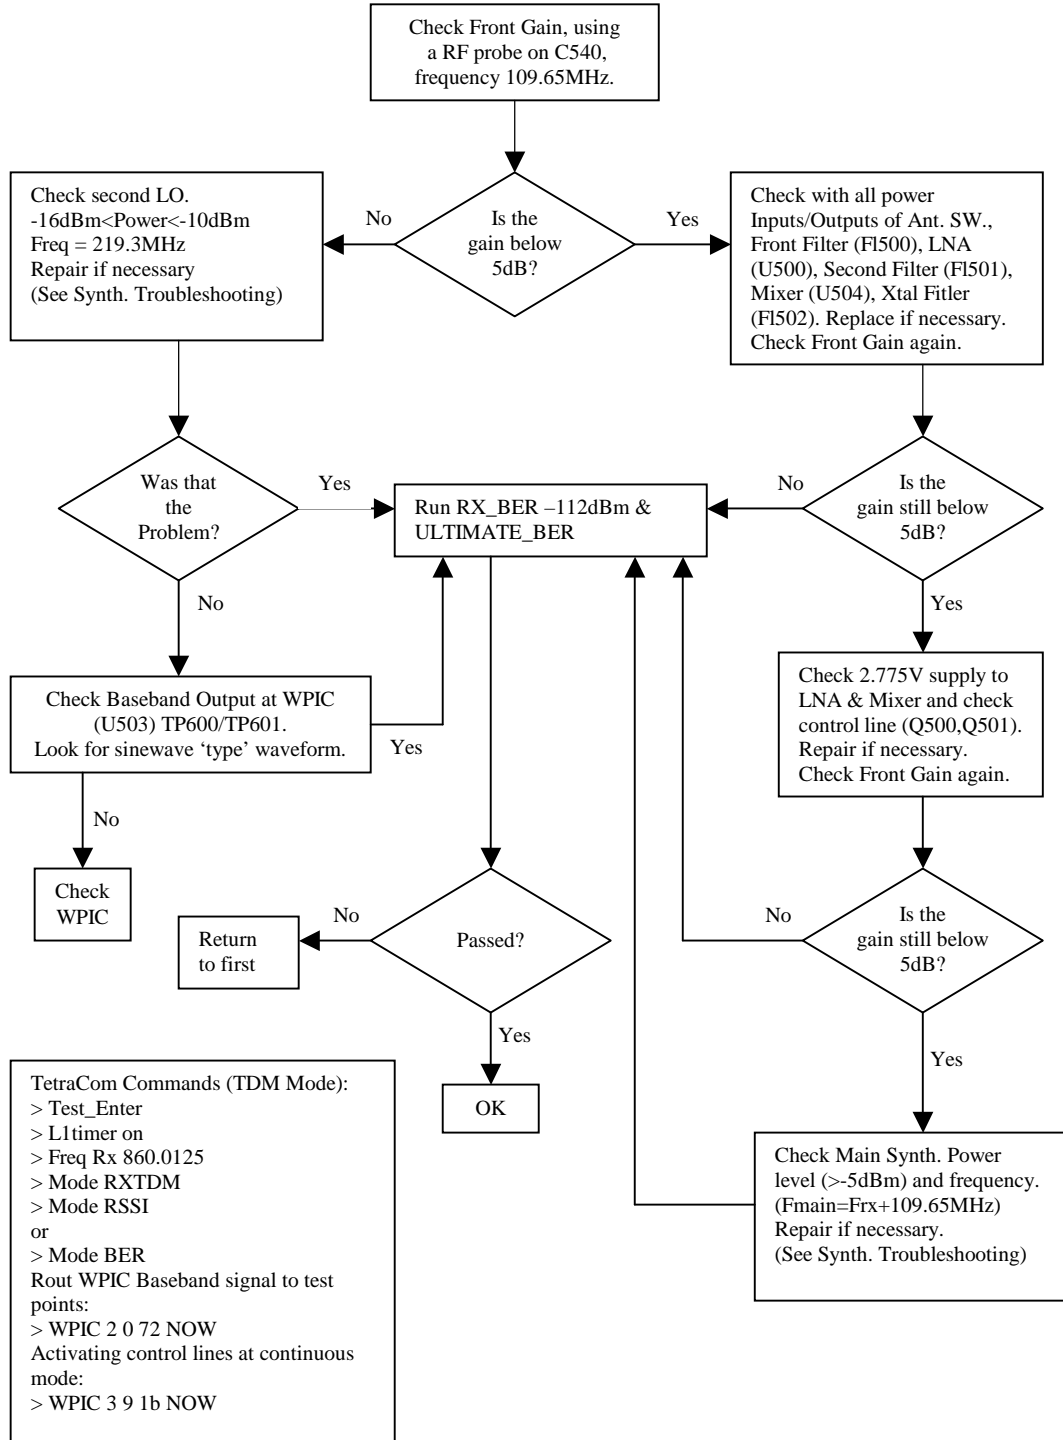 Check Front Gain, using
a RF probe on C540,
frequency 109.65MHz.
Check second LO.
-16dBm<Power<-10dBm
Freq = 219.3MHz
Repair if necessary
(See Synth. Troubleshooting)
No
Is the
gain below
5dB?
Yes
Check with all power
Inputs/Outputs of Ant. SW.,
Front Filter (Fl500), LNA
(U500), Second Filter (Fl501),
Mixer (U504), Xtal Fitler
(Fl502). Replace if necessary.
Check Front Gain again.
Was that
the
Problem?
Yes
Run RX_BER –112dBm &
ULTIMATE_BER
No
Is the
gain still below
5dB?
No
Yes
Check Baseband Output at WPIC
(U503) TP600/TP601.
Look for sinewave ‘type’ waveform.
Yes
Check 2.775V supply to
LNA & Mixer and check
control line (Q500,Q501).
Repair if necessary.
Check Front Gain again.
No
Check
WPIC
Return
to first
No
Passed?
No
Is the
gain still below
5dB?
Yes
Yes
OK
TetraCom Commands (TDM Mode):
> Test_Enter
> L1timer on
> Freq Rx 860.0125
> Mode RXTDM
> Mode RSSI
or
> Mode BER
Rout WPIC Baseband signal to test
points:
> WPIC 2 0 72 NOW
Activating control lines at continuous
mode:
> WPIC 3 9 1b NOW
Check Main Synth. Power
level (>-5dBm) and frequency.
(Fmain=Frx+109.65MHz)
Repair if necessary.
(See Synth. Troubleshooting)